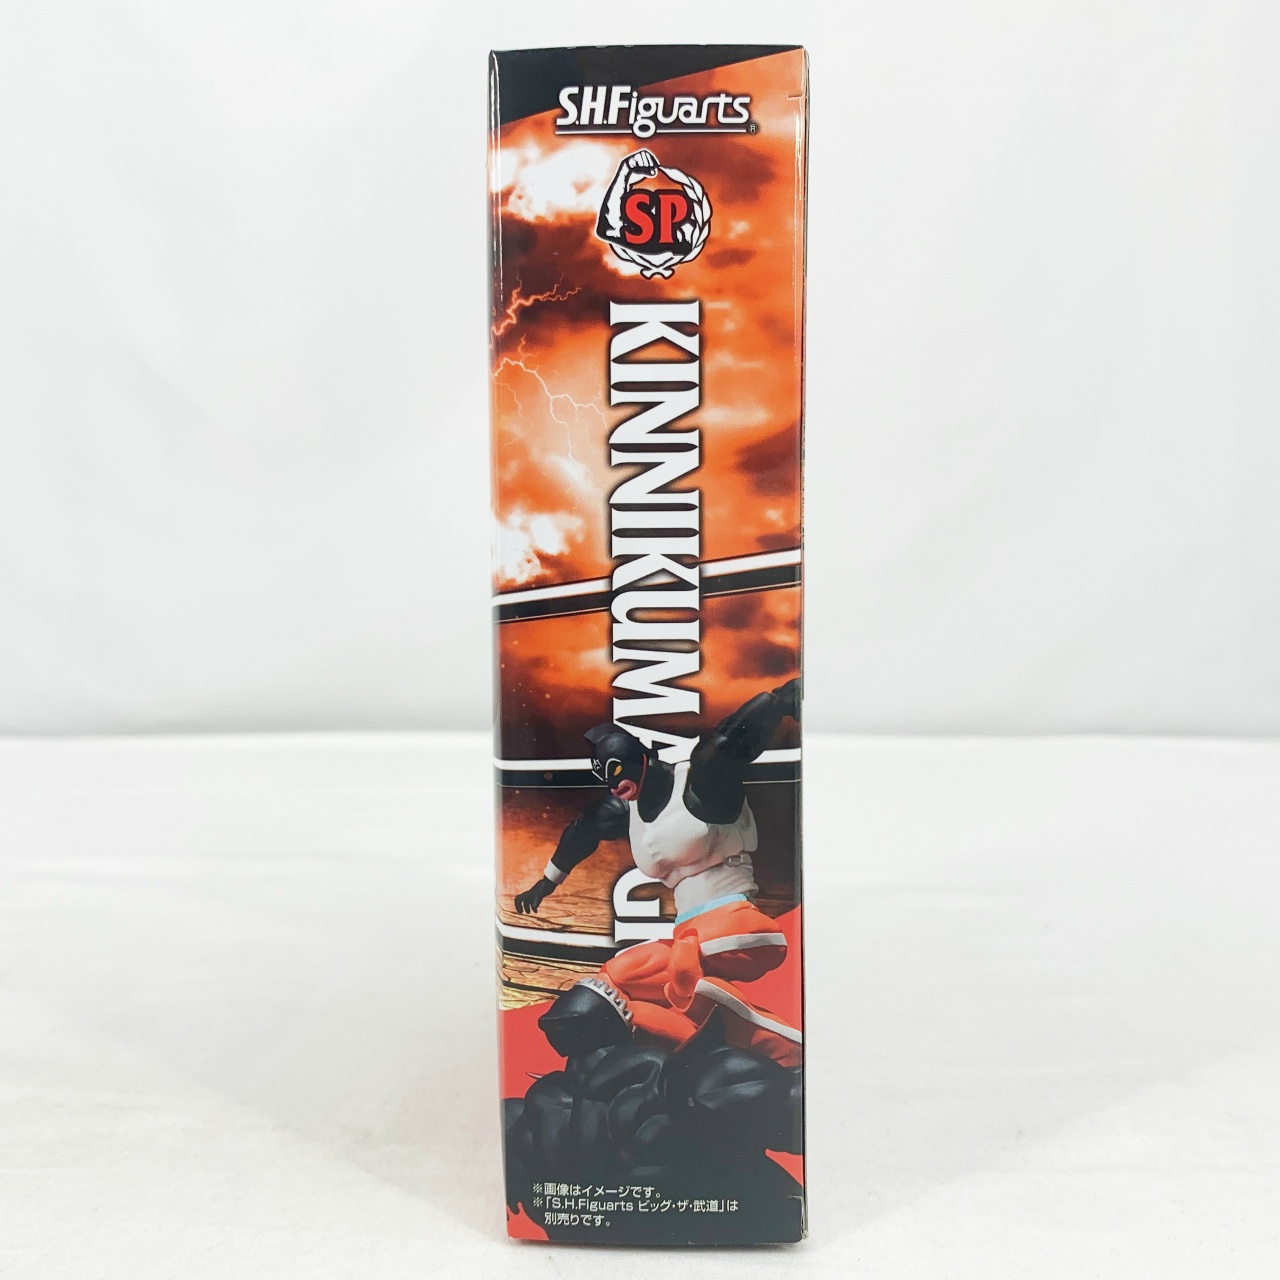 S.H.Figuarts
SP
KINNIKUMA
※画像はイメージです。
※「S.H.Figuarts ビッグ・ザ・武道」は
別売りです。